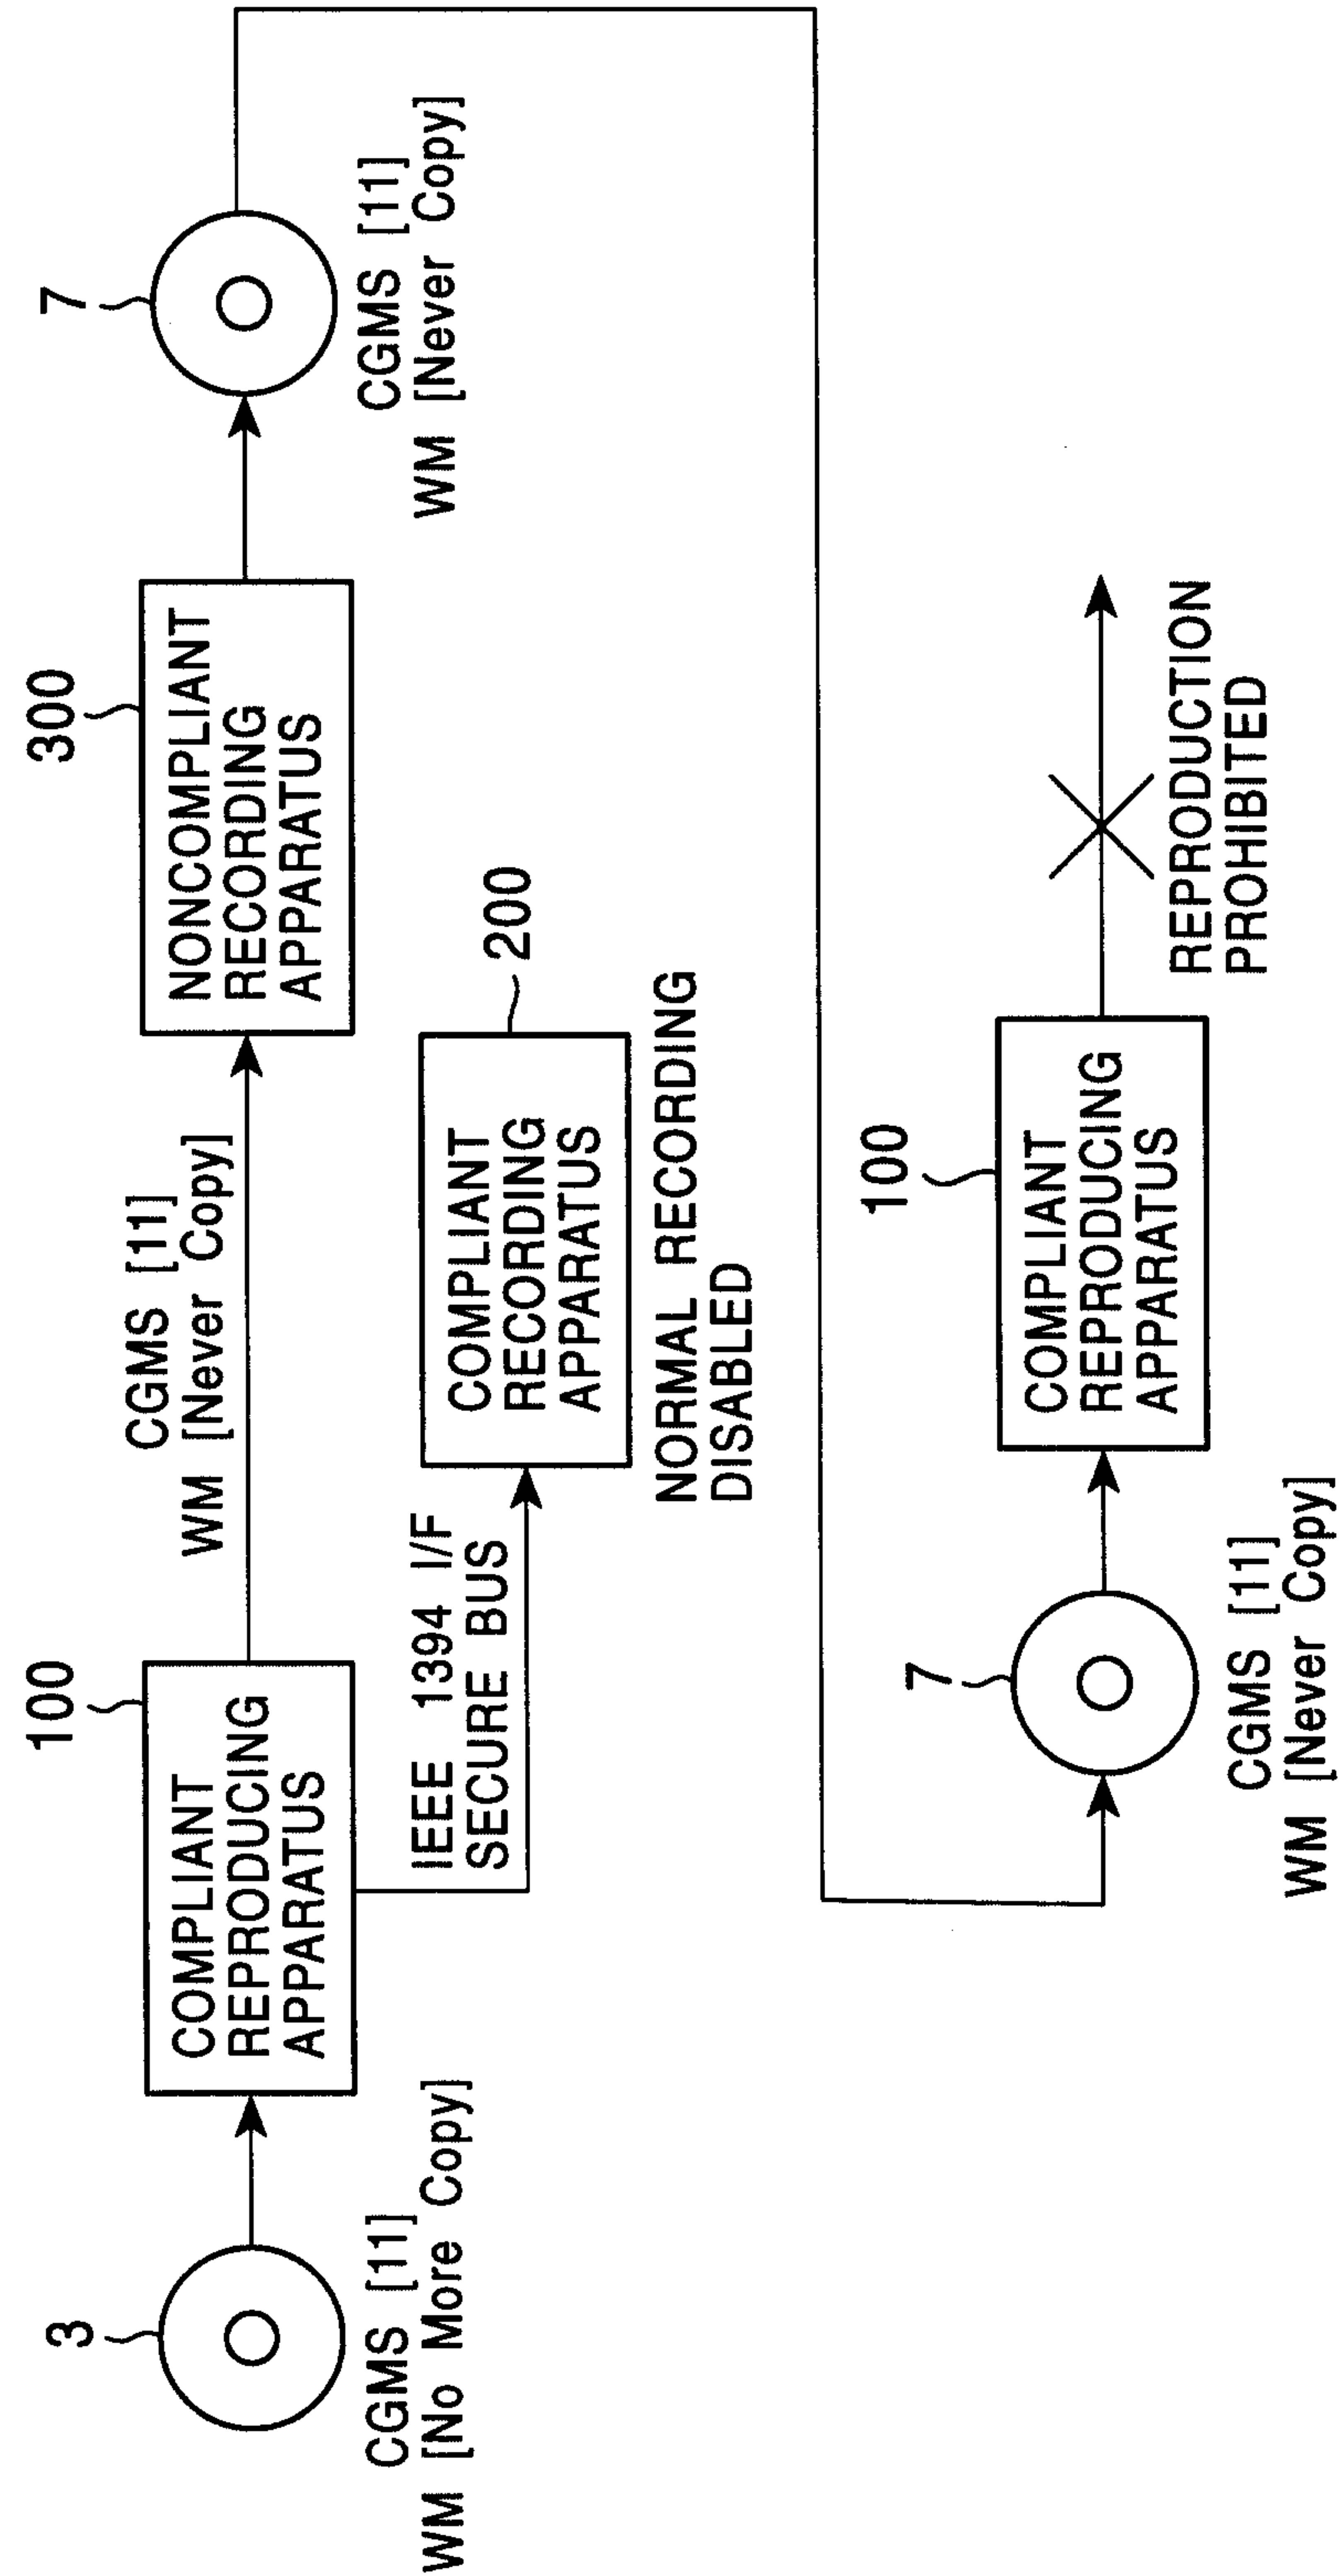 3
CGMS [11]
WM [No More Copy]
100
COMPLIANT
REPRODUCING
APPARATUS
CGMS [11]
WM [Never Copy]
IEEE 1394 I/F
SECURE BUS
300
NONCOMPLIANT
RECORDING
APPARATUS
200
COMPLIANT
RECORDING
APPARATUS
NORMAL RECORDING
DISABLED
7
CGMS [11]
WM [Never Copy]
7
CGMS [11]
WM [Never Copy]
100
COMPLIANT
REPRODUCING
APPARATUS
REPRODUCTION
PROHIBITED